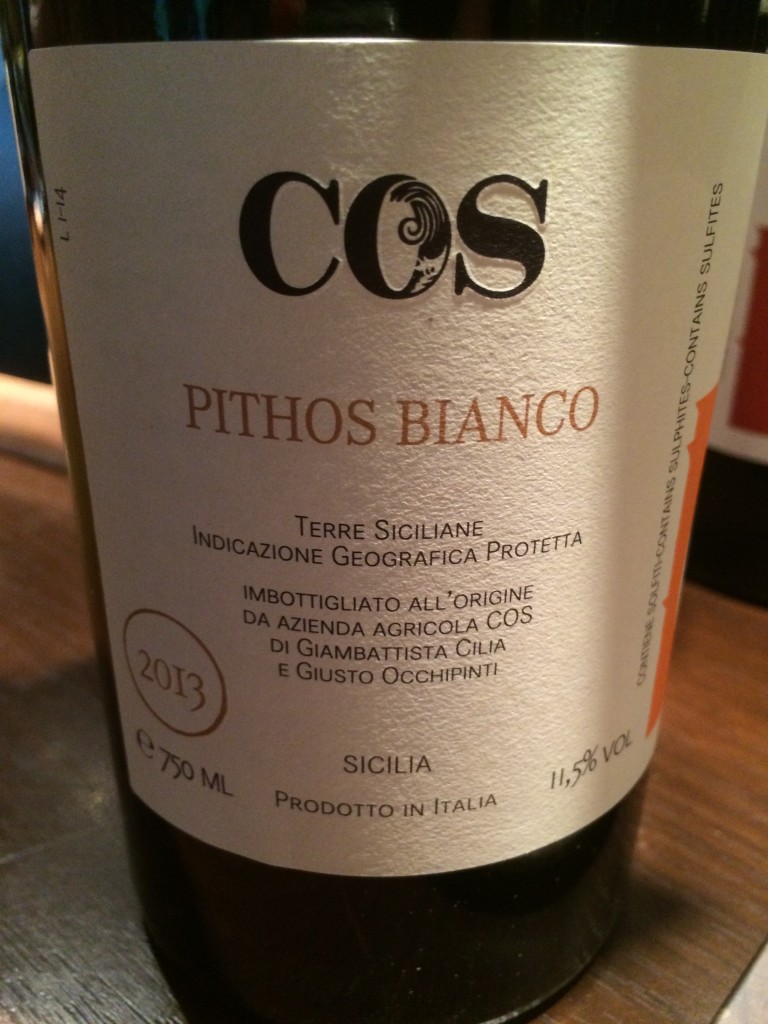 COS
PITHOS BIANCO
TERRE SICILIANE
INDICAZIONE GEOGRAFICA PROTETTA
IMBOTTIGLIATO ALL'ORIGINE
DA AZIENDA AGRICOLA COS
DI GIAMBATTISTA CILIA
E GIUSTO OCCHIPINTI
2013
e 750 ML
SICILIA
PRODOTTO IN ITALIA
11,5% VOL
L 1-14
CONTIENE SOLFITI-CONTAINS SULPHITES-CONTAINS SULFITES